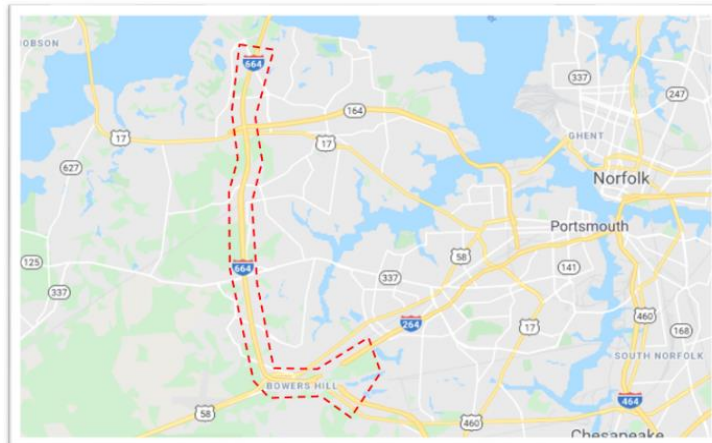 OBSON
664
337
247
164
17
17
GHENT
627
Norfolk
Portsmouth
58
125
664
337
141
337
264
17
460
168
SOUTH NORFOLK
BOWERS HILL
58
460
464
Chesapeake